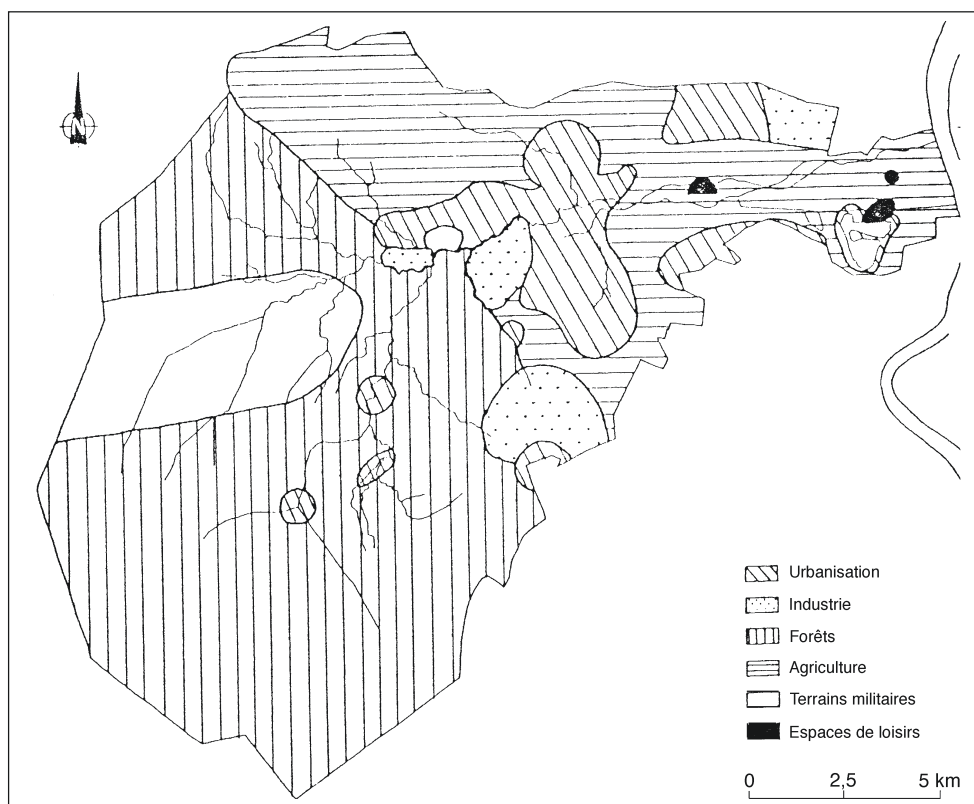 N
Urbanisation
Industrie
Forêts
Agriculture
Terrains militaires
Espaces de loisirs
0 2,5 5 km